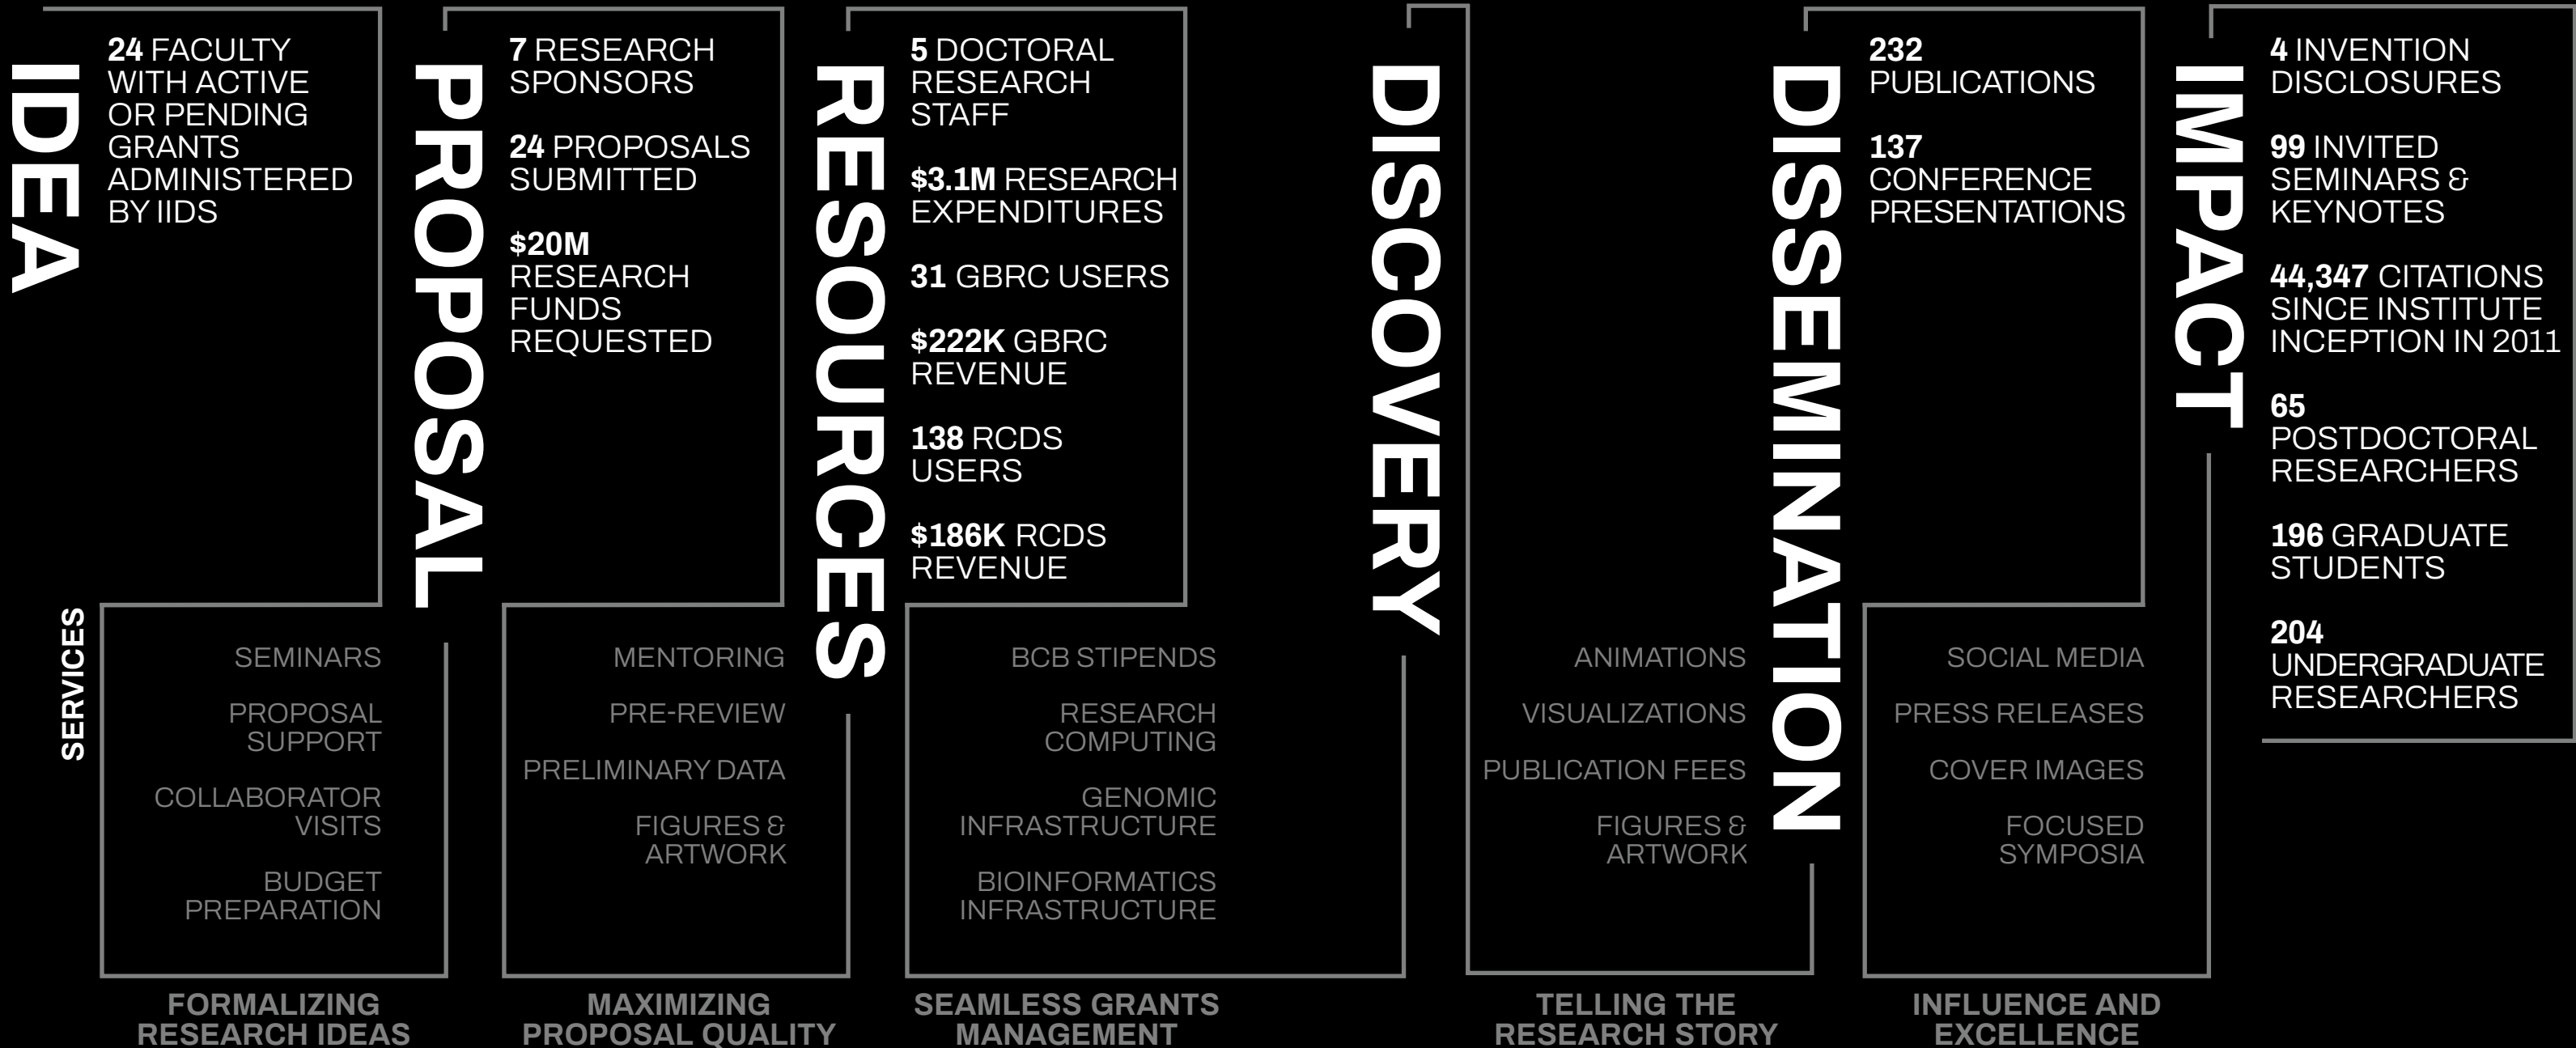 IDEA
24 FACULTY
WITH ACTIVE
OR PENDING
GRANTS
ADMINISTERED
BY IIDS
SERVICES
SEMINARS
PROPOSAL
SUPPORT
COLLABORATOR
VISITS
BUDGET
PREPARATION
FORMALIZING
RESEARCH IDEAS
PROPOSAL
7 RESEARCH
SPONSORS
24 PROPOSALS
SUBMITTED
$20M
RESEARCH
FUNDS
REQUESTED
MENTORING
PRE-REVIEW
PRELIMINARY DATA
FIGURES &
ARTWORK
MAXIMIZING
PROPOSAL QUALITY
RESOURCES
5 DOCTORAL
RESEARCH
STAFF
$3.1M RESEARCH
EXPENDITURES
31 GBRC USERS
$222K GBRC
REVENUE
138 RCDS
USERS
$186K RCDS
REVENUE
BCB STIPENDS
RESEARCH
COMPUTING
GENOMIC
INFRASTRUCTURE
BIOINFORMATICS
INFRASTRUCTURE
SEAMLESS GRANTS
MANAGEMENT
DISCOVERY
ANIMATIONS
VISUALIZATIONS
PUBLICATION FEES
FIGURES &
ARTWORK
TELLING THE
RESEARCH STORY
DISSEMINATION
232
PUBLICATIONS
137
CONFERENCE
PRESENTATIONS
SOCIAL MEDIA
PRESS RELEASES
COVER IMAGES
FOCUSED
SYMPOSIA
INFLUENCE AND
EXCELLENCE
IMPACT
4 INVENTION
DISCLOSURES
99 INVITED
SEMINARS &
KEYNOTES
44,347 CITATIONS
SINCE INSTITUTE
INCEPTION IN 2011
65
POSTDOCTORAL
RESEARCHERS
196 GRADUATE
STUDENTS
204
UNDERGRADUATE
RESEARCHERS